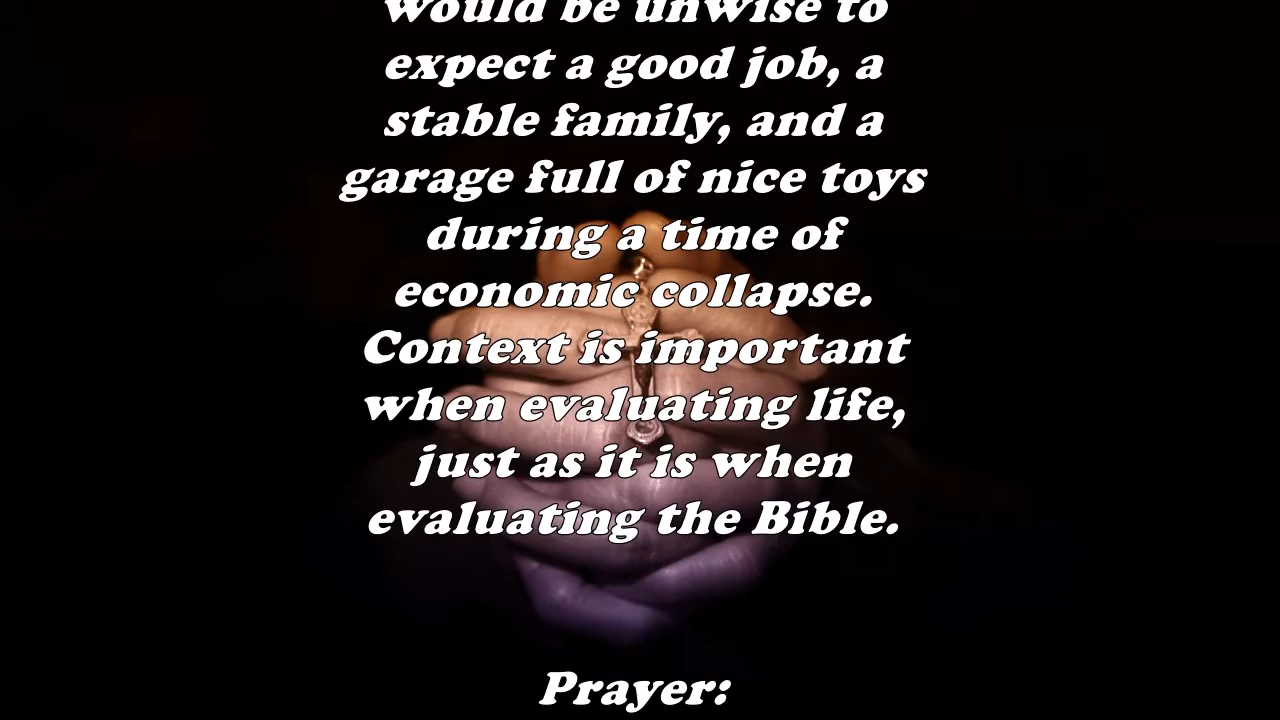 would be unwise to
expect a good job, a
stable family, and a
garage full of nice toys
during a time of
economic collapse.
Context is important
when evaluating life,
just as it is when
evaluating the Bible.
Prayer: